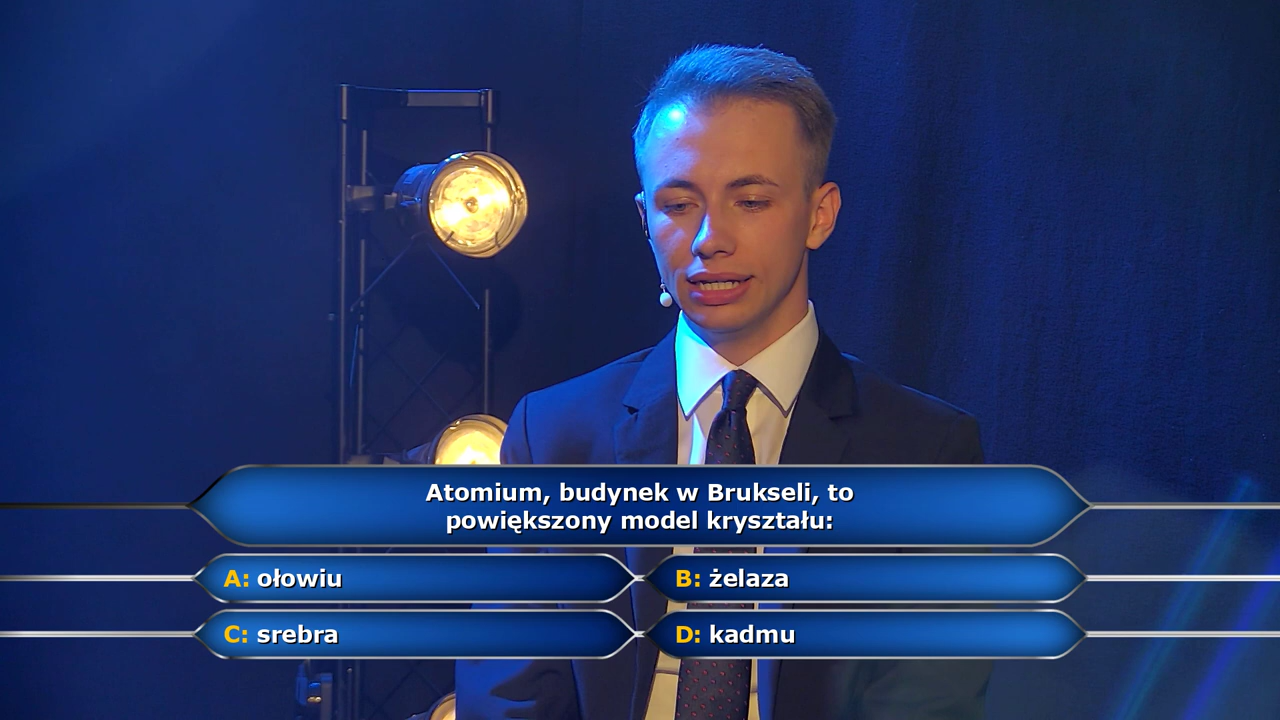 Atomium, budynek w Brukseli, to
powiększony model kryształu:
A: ołowiu
B: żelaza
C: srebra
D: kadmu